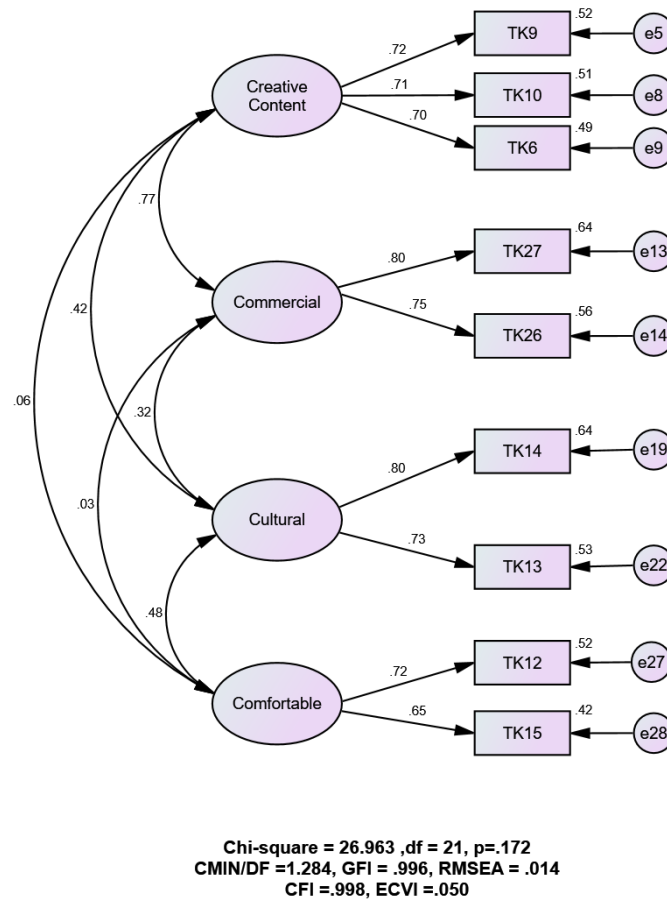 .52
TK9
e5
.72
Creative
Content
.71
.51
TK10
e8
.70
.49
TK6
e9
.77
.64
TK27
e13
.80
Commercial
.75
.56
TK26
e14
.42
.06
.32
.03
.64
TK14
e19
.80
Cultural
.73
.53
TK13
e22
.48
.52
TK12
e27
.72
Comfortable
.65
.42
TK15
e28
Chi-square = 26.963 ,df = 21, p=.172
CMIN/DF =1.284, GFI = .996, RMSEA = .014
CFI =.998, ECVI =.050